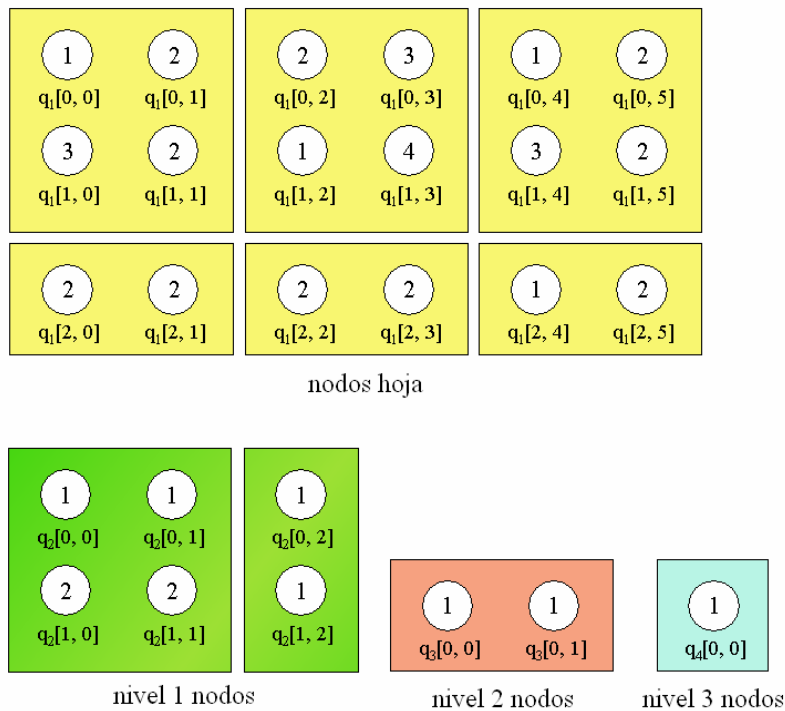 1 2 2 3 1 2
q1[0, 0] q1[0, 1] q1[0, 2] q1[0, 3] q1[0, 4] q1[0, 5]
3 2 1 4 3 2
q1[1, 0] q1[1, 1] q1[1, 2] q1[1, 3] q1[1, 4] q1[1, 5]
2 2 2 2 1 2
q1[2, 0] q1[2, 1] q1[2, 2] q1[2, 3] q1[2, 4] q1[2, 5]
nodos hoja
1 1 1
q2[0, 0] q2[0, 1] q2[0, 2]
2 2 1
q2[1, 0] q2[1, 1] q2[1, 2]
nivel 1 nodos
1 1
q3[0, 0] q3[0, 1]
nivel 2 nodos
1
q4[0, 0]
nivel 3 nodos